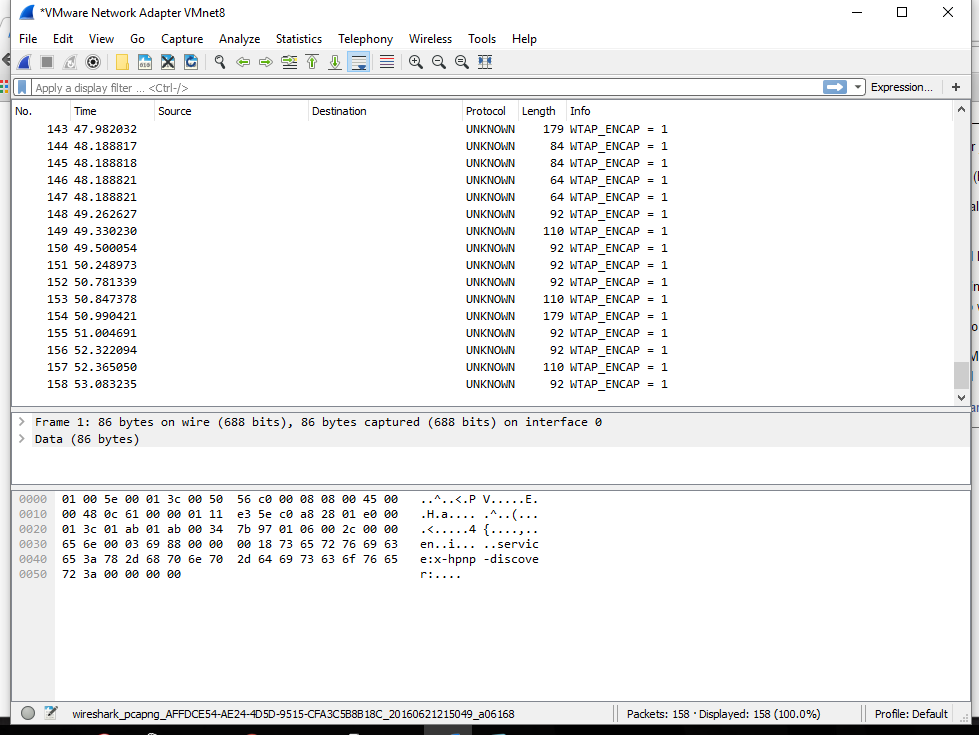 *VMware Network Adapter VMnet8
File Edit View Go Capture Analyze Statistics Telephony Wireless Tools Help
Apply a display filter ... <Ctrl-/> Expression... +
No. Time Source Destination Protocol Length Info
143 47.982032 UNKNOWN 179 WTAP_ENCAP = 1
144 48.188817 UNKNOWN 84 WTAP_ENCAP = 1
145 48.188818 UNKNOWN 84 WTAP_ENCAP = 1
146 48.188821 UNKNOWN 64 WTAP_ENCAP = 1
147 48.188821 UNKNOWN 64 WTAP_ENCAP = 1
148 49.262627 UNKNOWN 92 WTAP_ENCAP = 1
149 49.330230 UNKNOWN 110 WTAP_ENCAP = 1
150 49.500054 UNKNOWN 92 WTAP_ENCAP = 1
151 50.248973 UNKNOWN 92 WTAP_ENCAP = 1
152 50.781339 UNKNOWN 92 WTAP_ENCAP = 1
153 50.847378 UNKNOWN 110 WTAP_ENCAP = 1
154 50.990421 UNKNOWN 179 WTAP_ENCAP = 1
155 51.004691 UNKNOWN 92 WTAP_ENCAP = 1
156 52.322094 UNKNOWN 92 WTAP_ENCAP = 1
157 52.365050 UNKNOWN 110 WTAP_ENCAP = 1
158 53.083235 UNKNOWN 92 WTAP_ENCAP = 1
Frame 1: 86 bytes on wire (688 bits), 86 bytes captured (688 bits) on interface 0
Data (86 bytes)
0000 01 00 5e 00 01 3c 00 50 56 c0 00 08 08 00 45 00 ..^..<.P V.....E.
0010 00 48 0c 61 00 00 01 11 e3 5e c0 a8 28 01 e0 00 .H.a.... .^..(...
0020 01 3c 01 ab 01 ab 00 34 7b 97 01 06 00 2c 00 00 .<.....4 {....,..
0030 65 6e 00 03 69 88 00 00 00 18 73 65 72 76 69 63 en..i... ..servic
0040 65 3a 78 2d 68 70 6e 70 2d 64 69 73 63 6f 76 65 e:x-hpnp -discove
0050 72 3a 00 00 00 00 r:....
wireshark_pcapng_AFFDCE54-AE24-4D5D-9515-CFA3C5B8B18C_20160621215049_a06168 Packets: 158 · Displayed: 158 (100.0%) Profile: Default